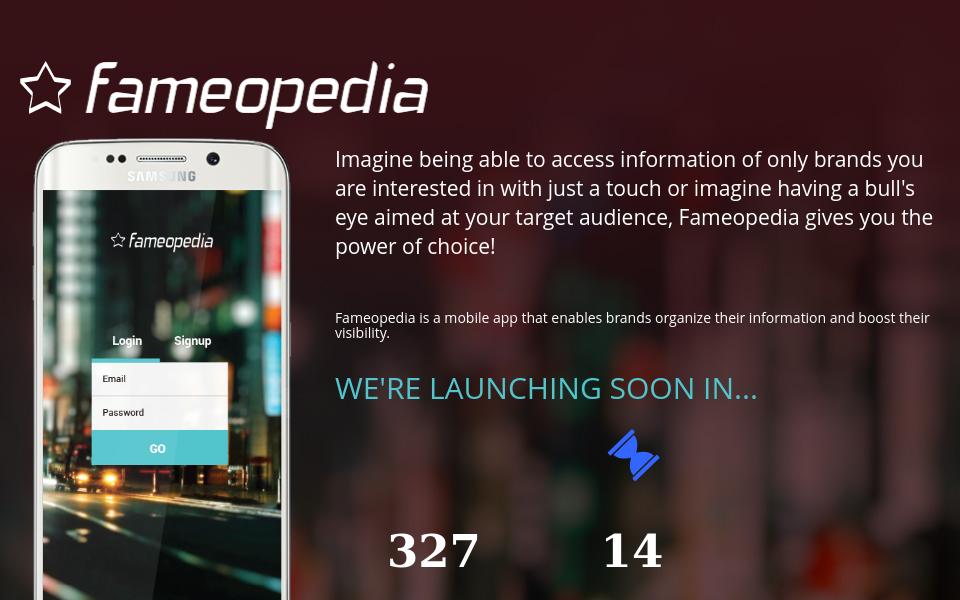 fameopedia
SAMSUNG
fameopedia
Login Signup
Email
Password
GO
Imagine being able to access information of only brands you
are interested in with just a touch or imagine having a bull's
eye aimed at your target audience, Fameopedia gives you the
power of choice!
Fameopedia is a mobile app that enables brands organize their information and boost their
visibility.
WE'RE LAUNCHING SOON IN...
327 14